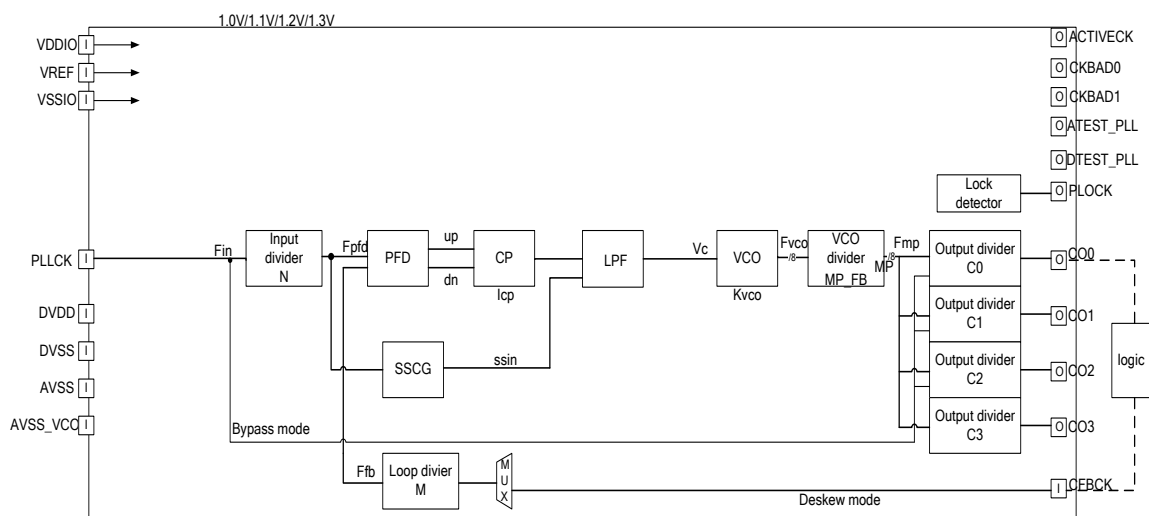 1.0V/1.1V/1.2V/1.3V
VDDIO I
VREF I
VSSIO I
O ACTIVECK
O CKBAD0
O CKBAD1
O ATEST_PLL
O DTEST_PLL
Lock
detector
O PLOCK
PLLCK I
Fin
Input
divider
N
Fpfd
PFD
up
dn
CP
Icp
LPF
Vc
VCO
Kvco
Fvco
/8
VCO
divider
MP_FB
MP
/8
Fmp
Output divider
C0
O CO0
Output divider
C1
O CO1
Output divider
C2
O CO2
Output divider
C3
O CO3
logic
DVDD I
DVSS I
AVSS I
AVSS_VCO I
SSCG
ssin
Bypass mode
Ffb
Loop divier
M
MUX
Deskew mode
I CFBCK